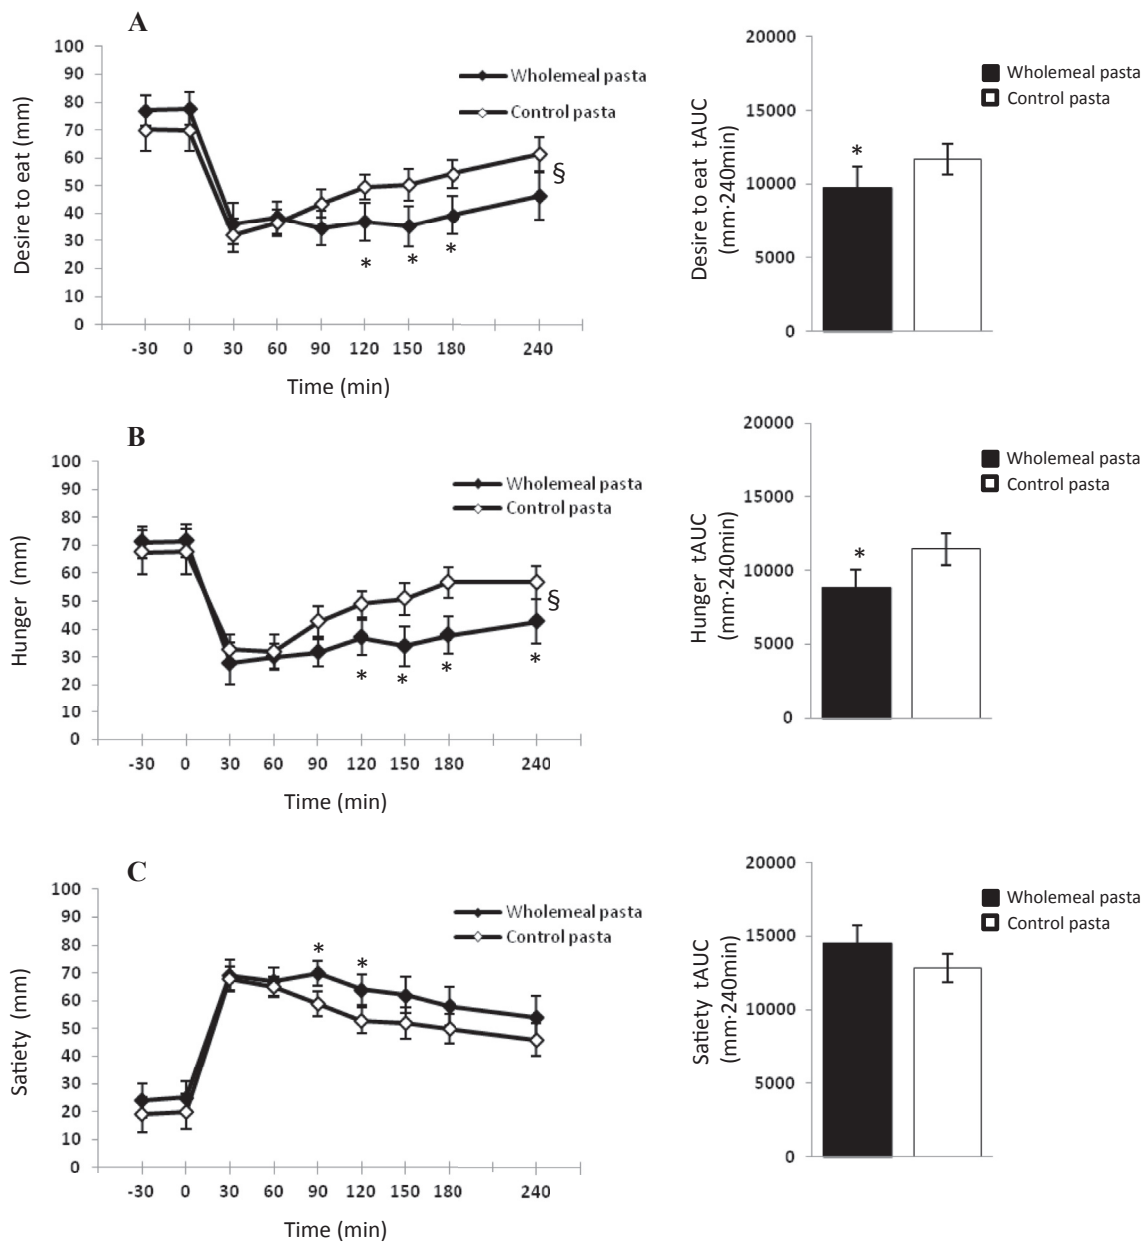 A
100
90
80
70
60
50
40
30
20
10
0
Desire to eat (mm)
Wholemeal pasta
Control pasta
§
* * *
-30 0 30 60 90 120 150 180 240
Time (min)
20000
15000
10000
5000
0
Desire to eat tAUC
(mm·240min)
*
Wholemeal pasta
Control pasta
B
100
90
80
70
60
50
40
30
20
10
0
Hunger (mm)
Wholemeal pasta
Control pasta
§
* * * *
-30 0 30 60 90 120 150 180 240
Time (min)
20000
15000
10000
5000
0
Hunger tAUC
(mm·240min)
*
Wholemeal pasta
Control pasta
C
100
90
80
70
60
50
40
30
20
10
0
Satiety (mm)
Wholemeal pasta
Control pasta
* *
-30 0 30 60 90 120 150 180 240
Time (min)
20000
15000
10000
5000
0
Satiety tAUC
(mm·240min)
Wholemeal pasta
Control pasta